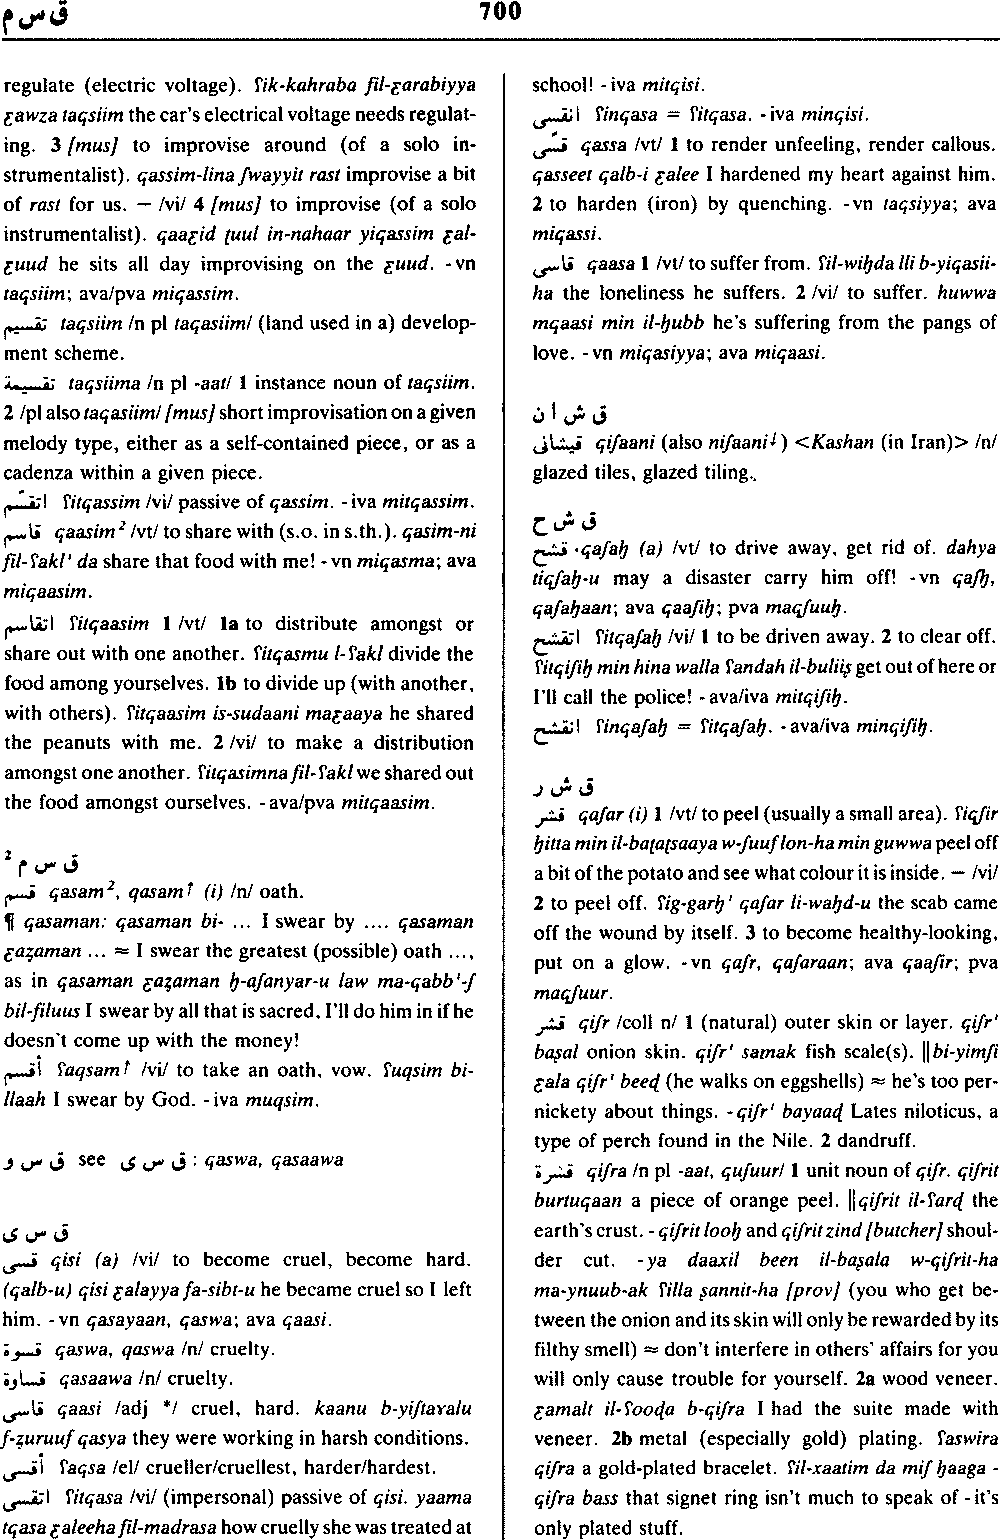 ق س م
700
regulate (electric voltage). ʕik-kahraba fil-ɛarabiyya
ɛawza taqsiim the car's electrical voltage needs regulat-
ing. 3 [mus] to improvise around (of a solo in-
strumentalist). qassim-lina ʃwayyit rast improvise a bit
of rast for us. — /vi/ 4 [mus] to improvise (of a solo
instrumentalist). qaaɛid ṭuul in-nahaar yiqassim ɛal-
ɛuud he sits all day improvising on the ɛuud. -vn
taqsiim; ava/pva miqassim.
تقسيم taqsiim /n pl taqasiim/ (land used in a) develop-
ment scheme.
تقسيمة taqsiima /n pl -aat/ 1 instance noun of taqsiim.
2 /pl also taqasiim/ [mus] short improvisation on a given
melody type, either as a self-contained piece, or as a
cadenza within a given piece.
اتقسّم ʕitqassim /vi/ passive of qassim. -iva mitqassim.
قاسم qaasim² /vt/ to share with (s.o. in s.th.). qasim-ni
fil-ʕakl' da share that food with me! -vn miqasma; ava
miqaasim.
اتقاسم ʕitqaasim 1 /vt/ 1a to distribute amongst or
share out with one another. ʕitqasmu l-ʕakl divide the
food among yourselves. 1b to divide up (with another,
with others). ʕitqaasim is-sudaani maɛaaya he shared
the peanuts with me. 2 /vi/ to make a distribution
amongst one another. ʕitqasimna fil-ʕakl we shared out
the food amongst ourselves. -ava/pva mitqaasim.
ق س م ²
قسم qasam², qasam↑ (i) /n/ oath.
¶ qasaman: qasaman bi- ... I swear by .... qasaman
ɛaẓaman ... ≈ I swear the greatest (possible) oath ...,
as in qasaman ɛaẓaman ḥ-aʃanyar-u law ma-qabb'-ʃ
bil-filuus I swear by all that is sacred, I'll do him in if he
doesn't come up with the money!
أقسم ʕaqsam↑ /vi/ to take an oath, vow. ʕuqsim bi-
llaah I swear by God. -iva muqsim.
ق س و see ق س ى : qaswa, qasaawa
ق س ى
قسى qisi (a) /vi/ to become cruel, become hard.
(qalb-u) qisi ɛalayya fa-sibt-u he became cruel so I left
him. -vn qasayaan, qaswa; ava qaasi.
قسوة qaswa, qaswa /n/ cruelty.
قساوة qasaawa /n/ cruelty.
قاسى qaasi /adj */ cruel, hard. kaanu b-yiʃtaɣalu
f-ẓuruuf qasya they were working in harsh conditions.
أقسى ʕaqsa /el/ crueller/cruellest, harder/hardest.
اتقسى ʕitqasa /vi/ (impersonal) passive of qisi. yaama
tqasa ɛaleeha fil-madrasa how cruelly she was treated at
school! -iva mitqisi.
انقسى ʕinqasa = ʕitqasa. -iva minqisi.
قسّى qassa /vt/ 1 to render unfeeling, render callous.
qasseet qalb-i ɛalee I hardened my heart against him.
2 to harden (iron) by quenching. -vn taqsiyya; ava
miqassi.
قاسى qaasa 1 /vt/ to suffer from. ʕil-wiḥda lli b-yiqasii-
ha the loneliness he suffers. 2 /vi/ to suffer. huwwa
mqaasi min il-ḥubb he's suffering from the pangs of
love. -vn miqasiyya; ava miqaasi.
ق ش ا ن
قيشانى qiʃaani (also niʃaani↓) <Kashan (in Iran)> /n/
glazed tiles, glazed tiling.
ق ش ح
قشح qaʃaḥ (a) /vt/ to drive away, get rid of. dahya
tiqʃaḥ-u may a disaster carry him off! -vn qaʃḥ,
qaʃaḥaan; ava qaaʃiḥ; pva maqʃuuḥ.
اتقشح ʕitqaʃaḥ /vi/ 1 to be driven away. 2 to clear off.
ʕitqiʃiḥ min hina walla ʕandah il-buliiṣ get out of here or
I'll call the police! -ava/iva mitqiʃiḥ.
انقشح ʕinqaʃaḥ = ʕitqaʃaḥ. -ava/iva minqiʃiḥ.
ق ش ر
قشر qaʃar (i) 1 /vt/ to peel (usually a small area). ʕiqʃir
ḥitta min il-baṭaṭsaaya w-ʃuuf lon-ha min guwwa peel off
a bit of the potato and see what colour it is inside. — /vi/
2 to peel off. ʕig-garḥ' qaʃar li-waḥd-u the scab came
off the wound by itself. 3 to become healthy-looking,
put on a glow. -vn qaʃr, qaʃaraan; ava qaaʃir; pva
maqʃuur.
قشر qiʃr /coll n/ 1 (natural) outer skin or layer. qiʃr'
baṣal onion skin. qiʃr' samak fish scale(s). ‖bi-yimʃi
ɛala qiʃr' beeḍ (he walks on eggshells) ≈ he's too per-
nickety about things. -qiʃr' bayaaḍ Lates niloticus, a
type of perch found in the Nile. 2 dandruff.
قشرة qiʃra /n pl -aat, quʃuur/ 1 unit noun of qiʃr. qiʃrit
burtuqaan a piece of orange peel. ‖qiʃrit il-ʕarḍ the
earth's crust. -qiʃrit looḥ and qiʃrit zind [butcher] shoul-
der cut. -ya daaxil been il-baṣala w-qiʃrit-ha
ma-ynuub-ak ʕilla ṣannit-ha [prov] (you who get be-
tween the onion and its skin will only be rewarded by its
filthy smell) ≈ don't interfere in others' affairs for you
will only cause trouble for yourself. 2a wood veneer.
ɛamalt il-ʕooḍa b-qiʃra I had the suite made with
veneer. 2b metal (especially gold) plating. ʕaswira
qiʃra a gold-plated bracelet. ʕil-xaatim da miʃ ḥaaga -
qiʃra bass that signet ring isn't much to speak of - it's
only plated stuff.